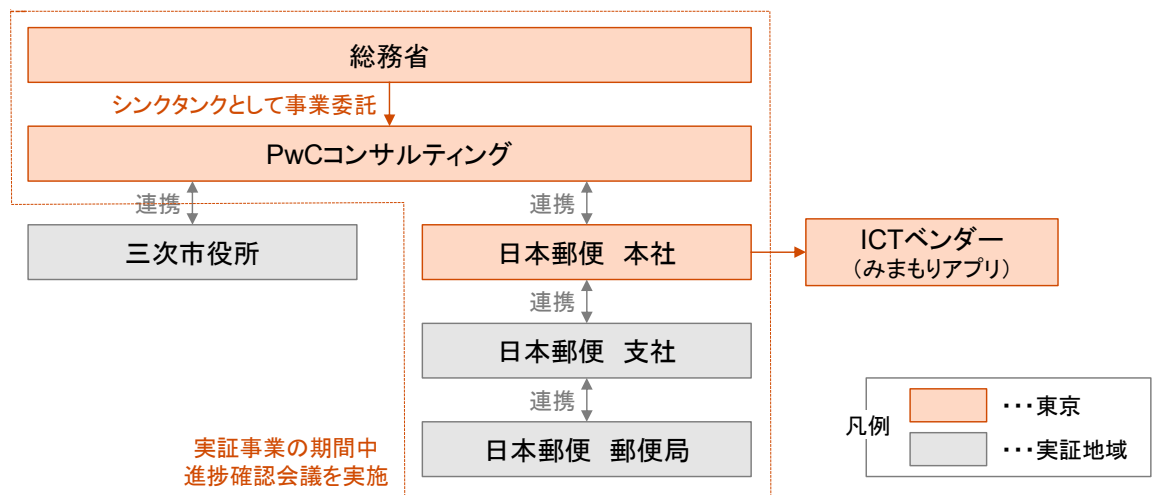 総務省
シンクタンクとして事業委託
PwCコンサルティング
連携
連携
三次市役所
日本郵便 本社
ICTベンダー
（みまもりアプリ）
連携
日本郵便 支社
連携
日本郵便 郵便局
実証事業の期間中
進捗確認会議を実施
凡例
･･･東京
･･･実証地域